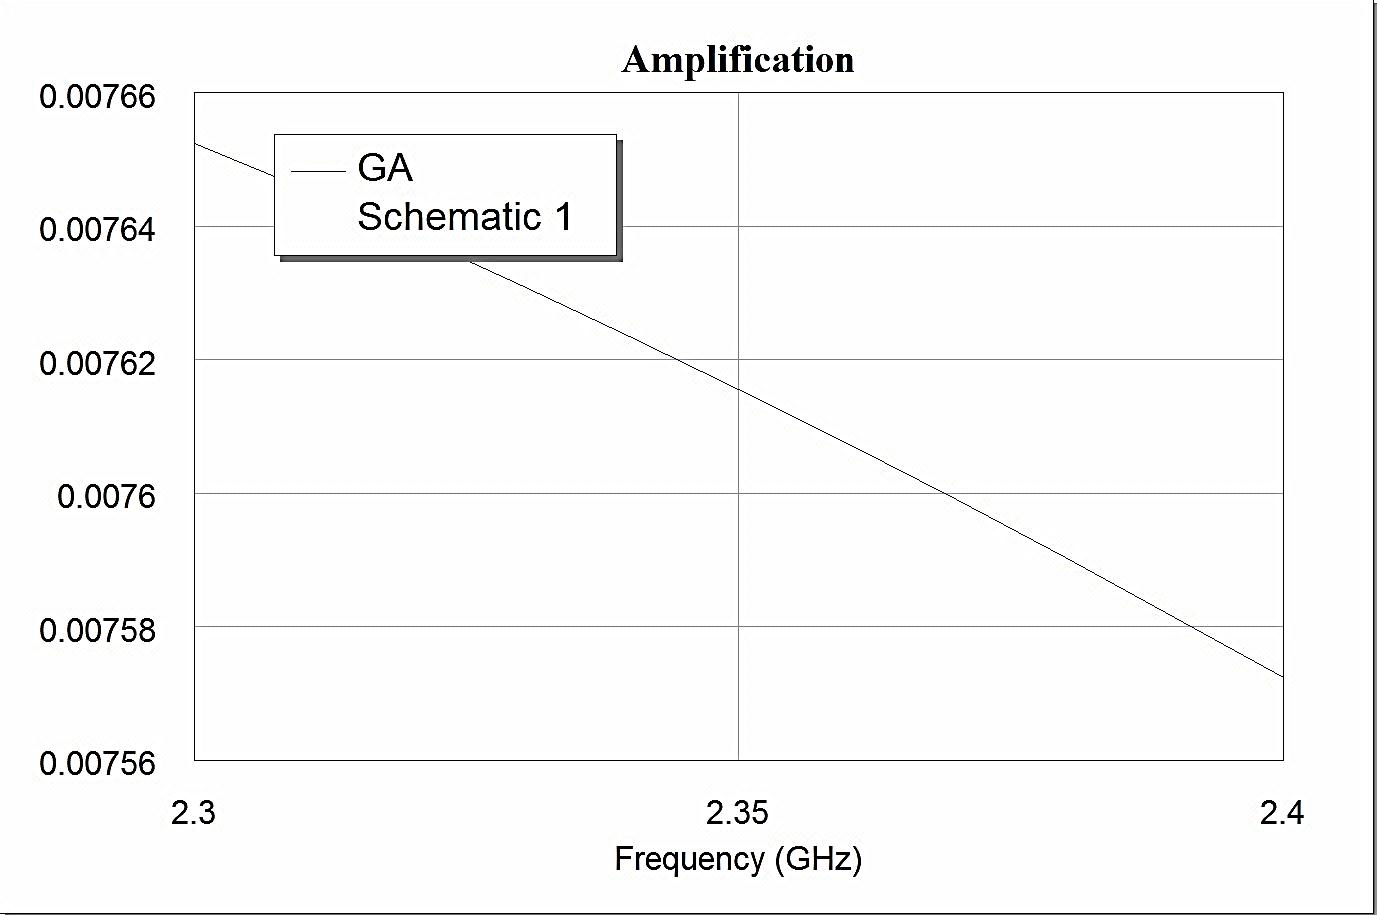 Amplification
0.00766
GA
Schematic 1
0.00764
0.00762
0.0076
0.00758
0.00756
2.3 2.35 2.4
Frequency (GHz)